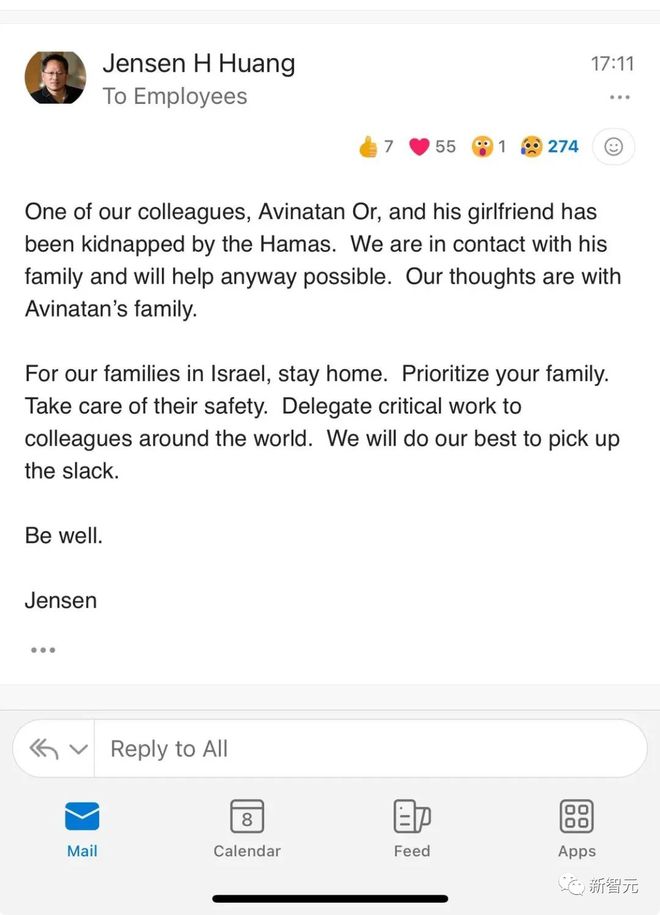 Jensen H Huang
17:11
To Employees
7 55 1 274
One of our colleagues, Avinatan Or, and his girlfriend has
been kidnapped by the Hamas.  We are in contact with his
family and will help anyway possible.  Our thoughts are with
Avinatan’s family.
For our families in Israel, stay home.  Prioritize your family.
Take care of their safety.  Delegate critical work to
colleagues around the world.  We will do our best to pick up
the slack.
Be well.
Jensen
Reply to All
8
Mail Calendar Feed Apps
新智元